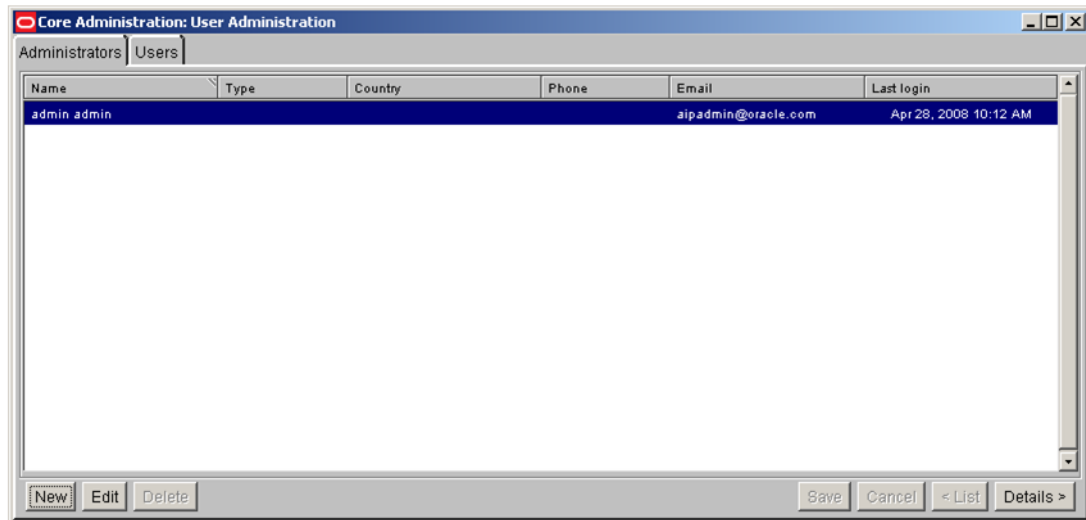 Core Administration: User Administration
Administrators Users
Name Type Country Phone Email Last login
admin admin aipadmin@oracle.com Apr 28, 2008 10:12 AM
New Edit Delete Save Cancel < List Details >